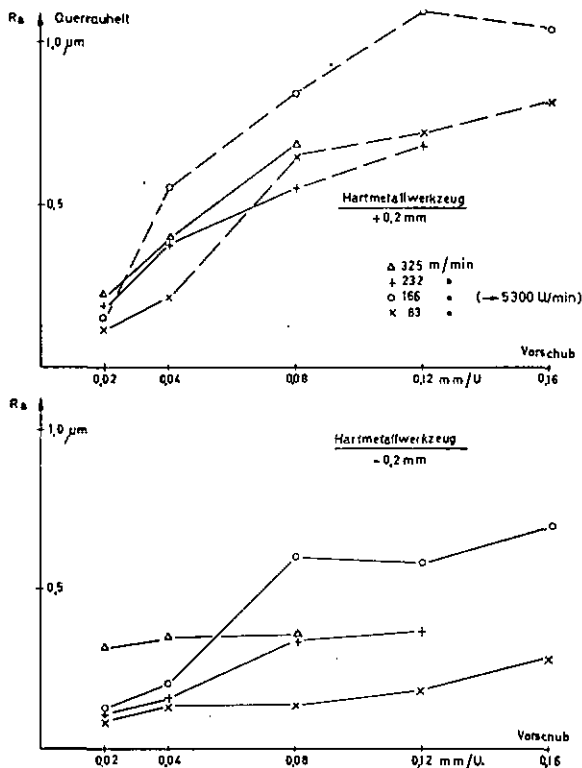 Ra Querrauheit
1,0 µm
0,5
Hartmetallwerkzeug
+0,2 mm
△ 325 m/min
+ 232 "
○ 166 " (→ 5300 U/min)
× 83 "
Vorschub
0,02 0,04 0,08 0,12 mm/U. 0,16
Ra
1,0 µm
Hartmetallwerkzeug
- 0,2 mm
0,5
Vorschub
0,02 0,04 0,08 0,12 mm/U. 0,16